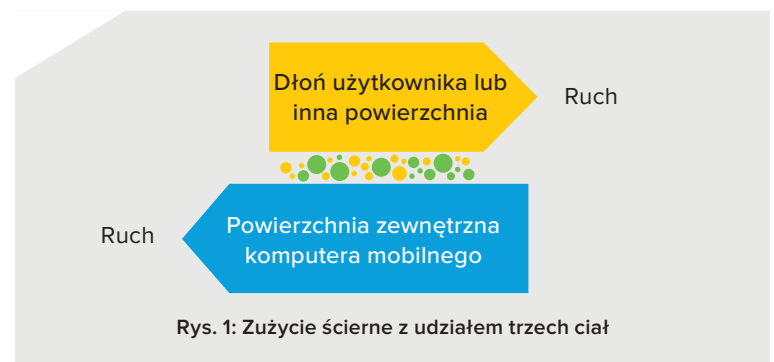 Dłoń użytkownika lub
inna powierzchnia
Ruch
Ruch
Powierzchnia zewnętrzna
komputera mobilnego
Rys. 1: Zużycie ścierne z udziałem trzech ciał